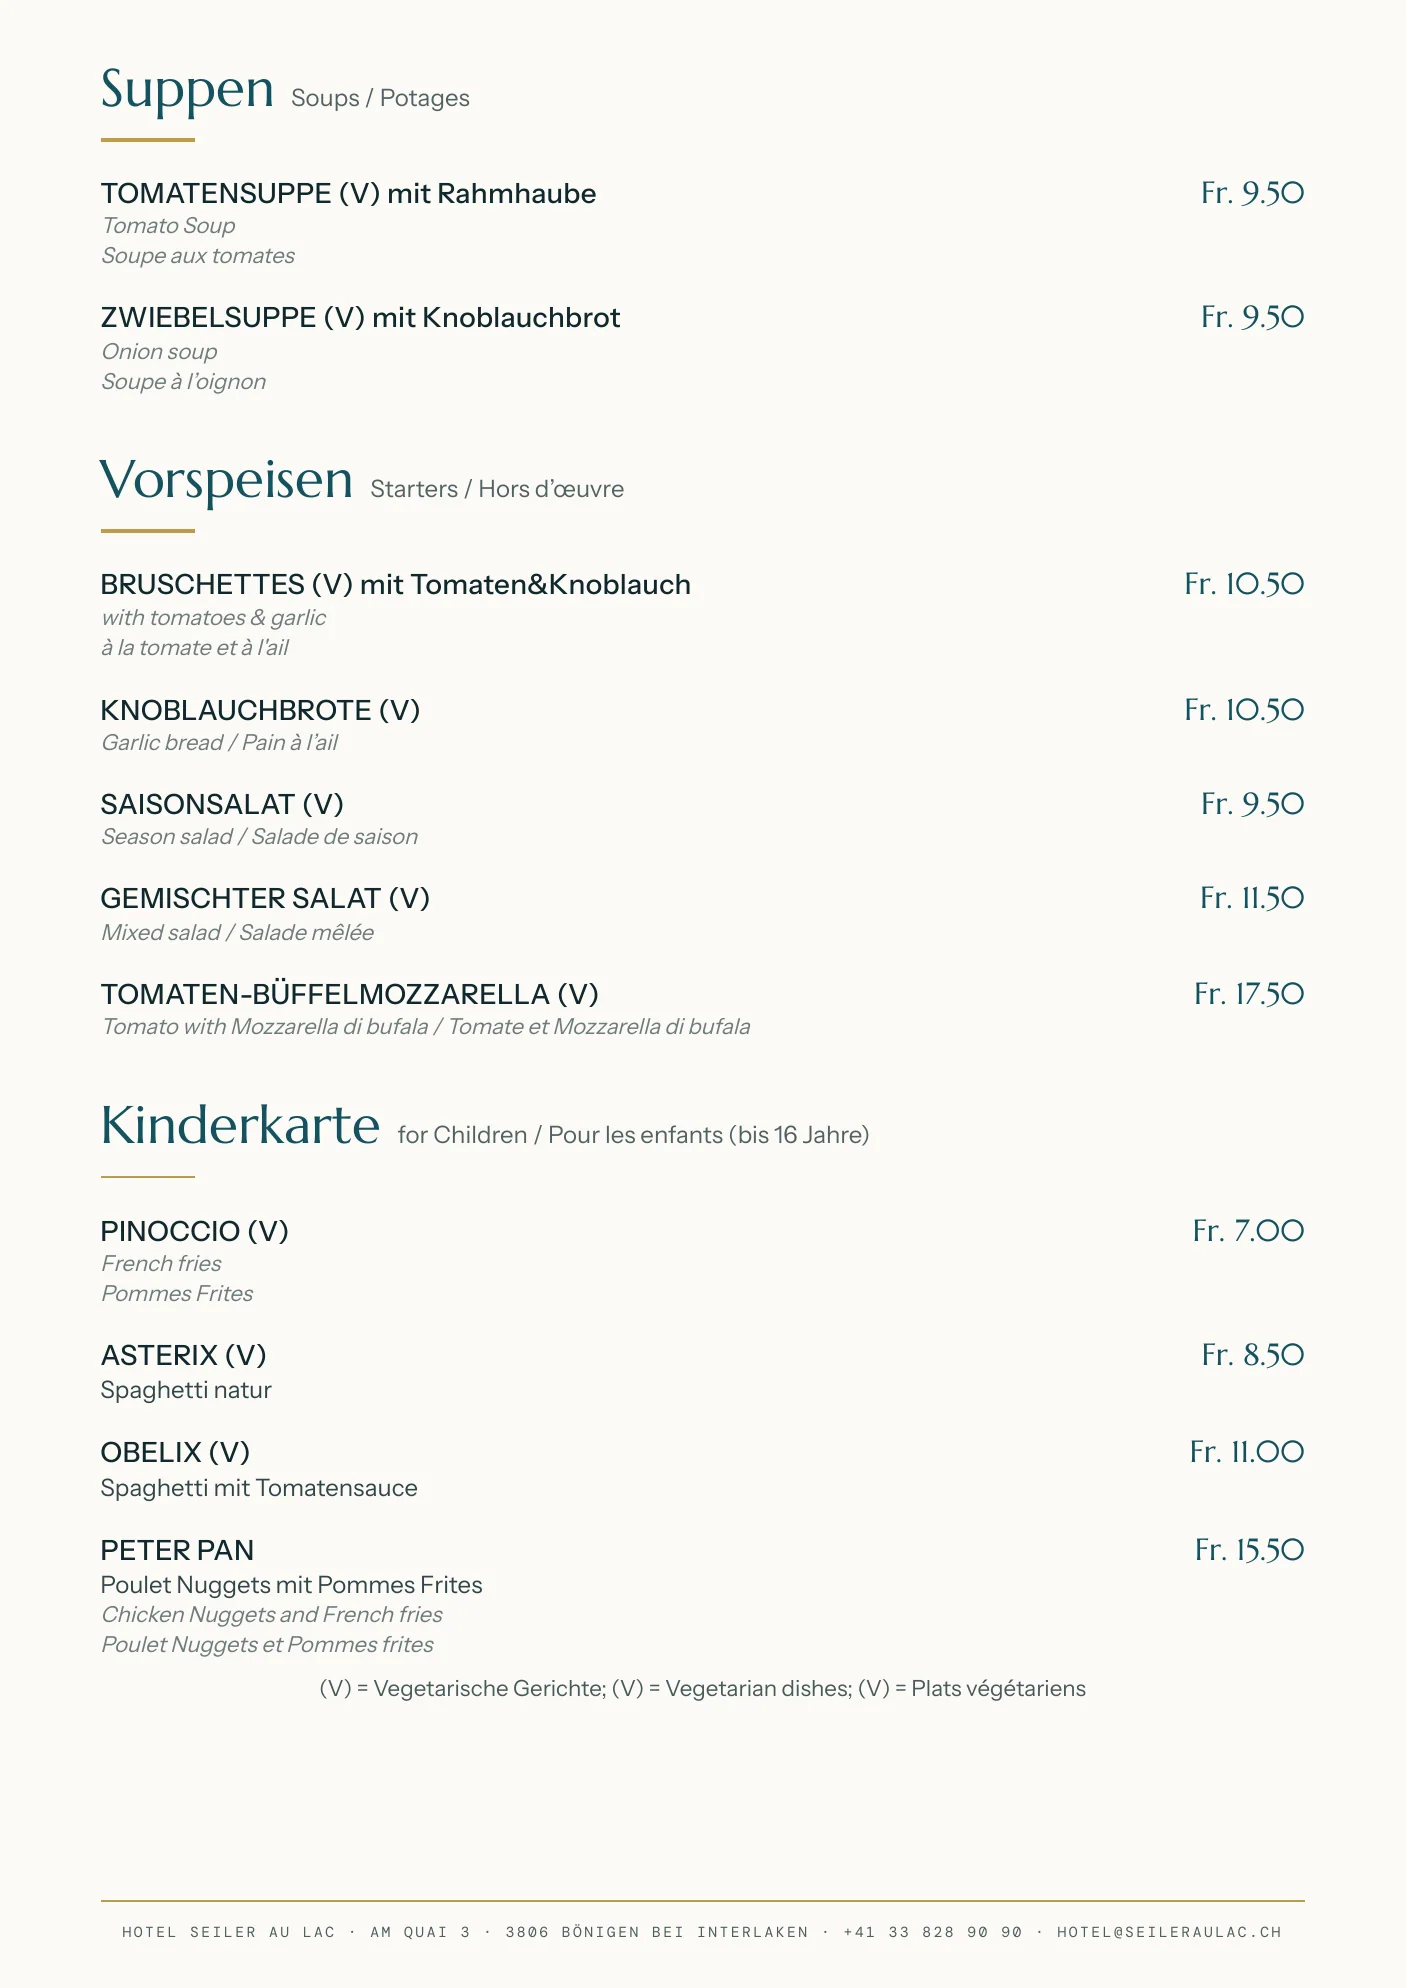 Suppen Soups / Potages
TOMATENSUPPE (V) mit Rahmhaube Fr. 9.50
Tomato Soup
Soupe aux tomates
ZWIEBELSUPPE (V) mit Knoblauchbrot Fr. 9.50
Onion soup
Soupe à l’oignon
Vorspeisen Starters / Hors d’œuvre
BRUSCHETTES (V) mit Tomaten&Knoblauch Fr. 10.50
with tomatoes & garlic
à la tomate et à l'ail
KNOBLAUCHBROTE (V) Fr. 10.50
Garlic bread / Pain à l’ail
SAISONSALAT (V) Fr. 9.50
Season salad / Salade de saison
GEMISCHTER SALAT (V) Fr. 11.50
Mixed salad / Salade mêlée
TOMATEN-BÜFFELMOZZARELLA (V) Fr. 17.50
Tomato with Mozzarella di bufala / Tomate et Mozzarella di bufala
Kinderkarte for Children / Pour les enfants (bis 16 Jahre)
PINOCCIO (V) Fr. 7.00
French fries
Pommes Frites
ASTERIX (V) Fr. 8.50
Spaghetti natur
OBELIX (V) Fr. 11.00
Spaghetti mit Tomatensauce
PETER PAN Fr. 15.50
Poulet Nuggets mit Pommes Frites
Chicken Nuggets and French fries
Poulet Nuggets et Pommes frites
(V) = Vegetarische Gerichte; (V) = Vegetarian dishes; (V) = Plats végétariens
HOTEL SEILER AU LAC · AM QUAI 3 · 3806 BÖNIGEN BEI INTERLAKEN · +41 33 828 90 90 · HOTEL@SEILERAULAC.CH